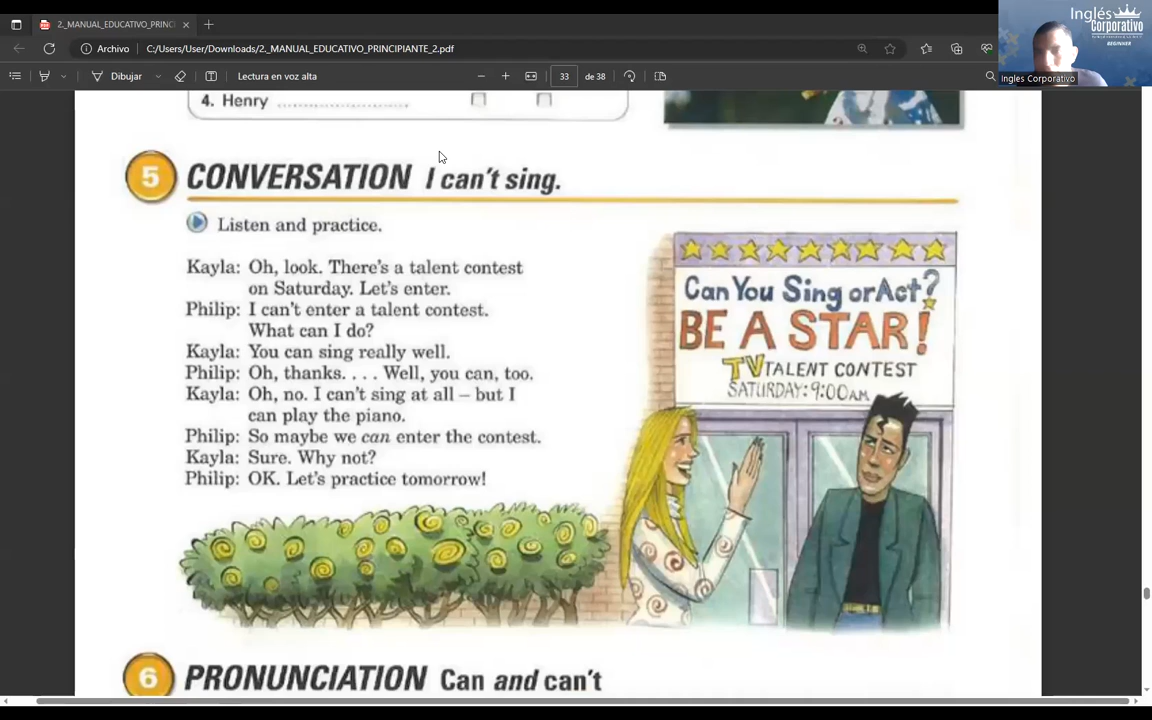 2._MANUAL_EDUCATIVO_PRINCI
Archivo
C:/Users/User/Downloads/2._MANUAL_EDUCATIVO_PRINCIPIANTE_2.pdf
Dibujar
Lectura en voz alta
33
de 38
Inglés
Corporativo
BEGINNER
Ingles Corporativo
4. Henry
5 CONVERSATION I can't sing.
Listen and practice.
Kayla: Oh, look. There's a talent contest
on Saturday. Let's enter.
Philip: I can't enter a talent contest.
What can I do?
Kayla: You can sing really well.
Philip: Oh, thanks. . . . Well, you can, too.
Kayla: Oh, no. I can't sing at all – but I
can play the piano.
Philip: So maybe we can enter the contest.
Kayla: Sure. Why not?
Philip: OK. Let's practice tomorrow!
Can You Sing or Act?
BE A STAR!
TV TALENT CONTEST
SATURDAY: 9:00 AM
6 PRONUNCIATION Can and can't